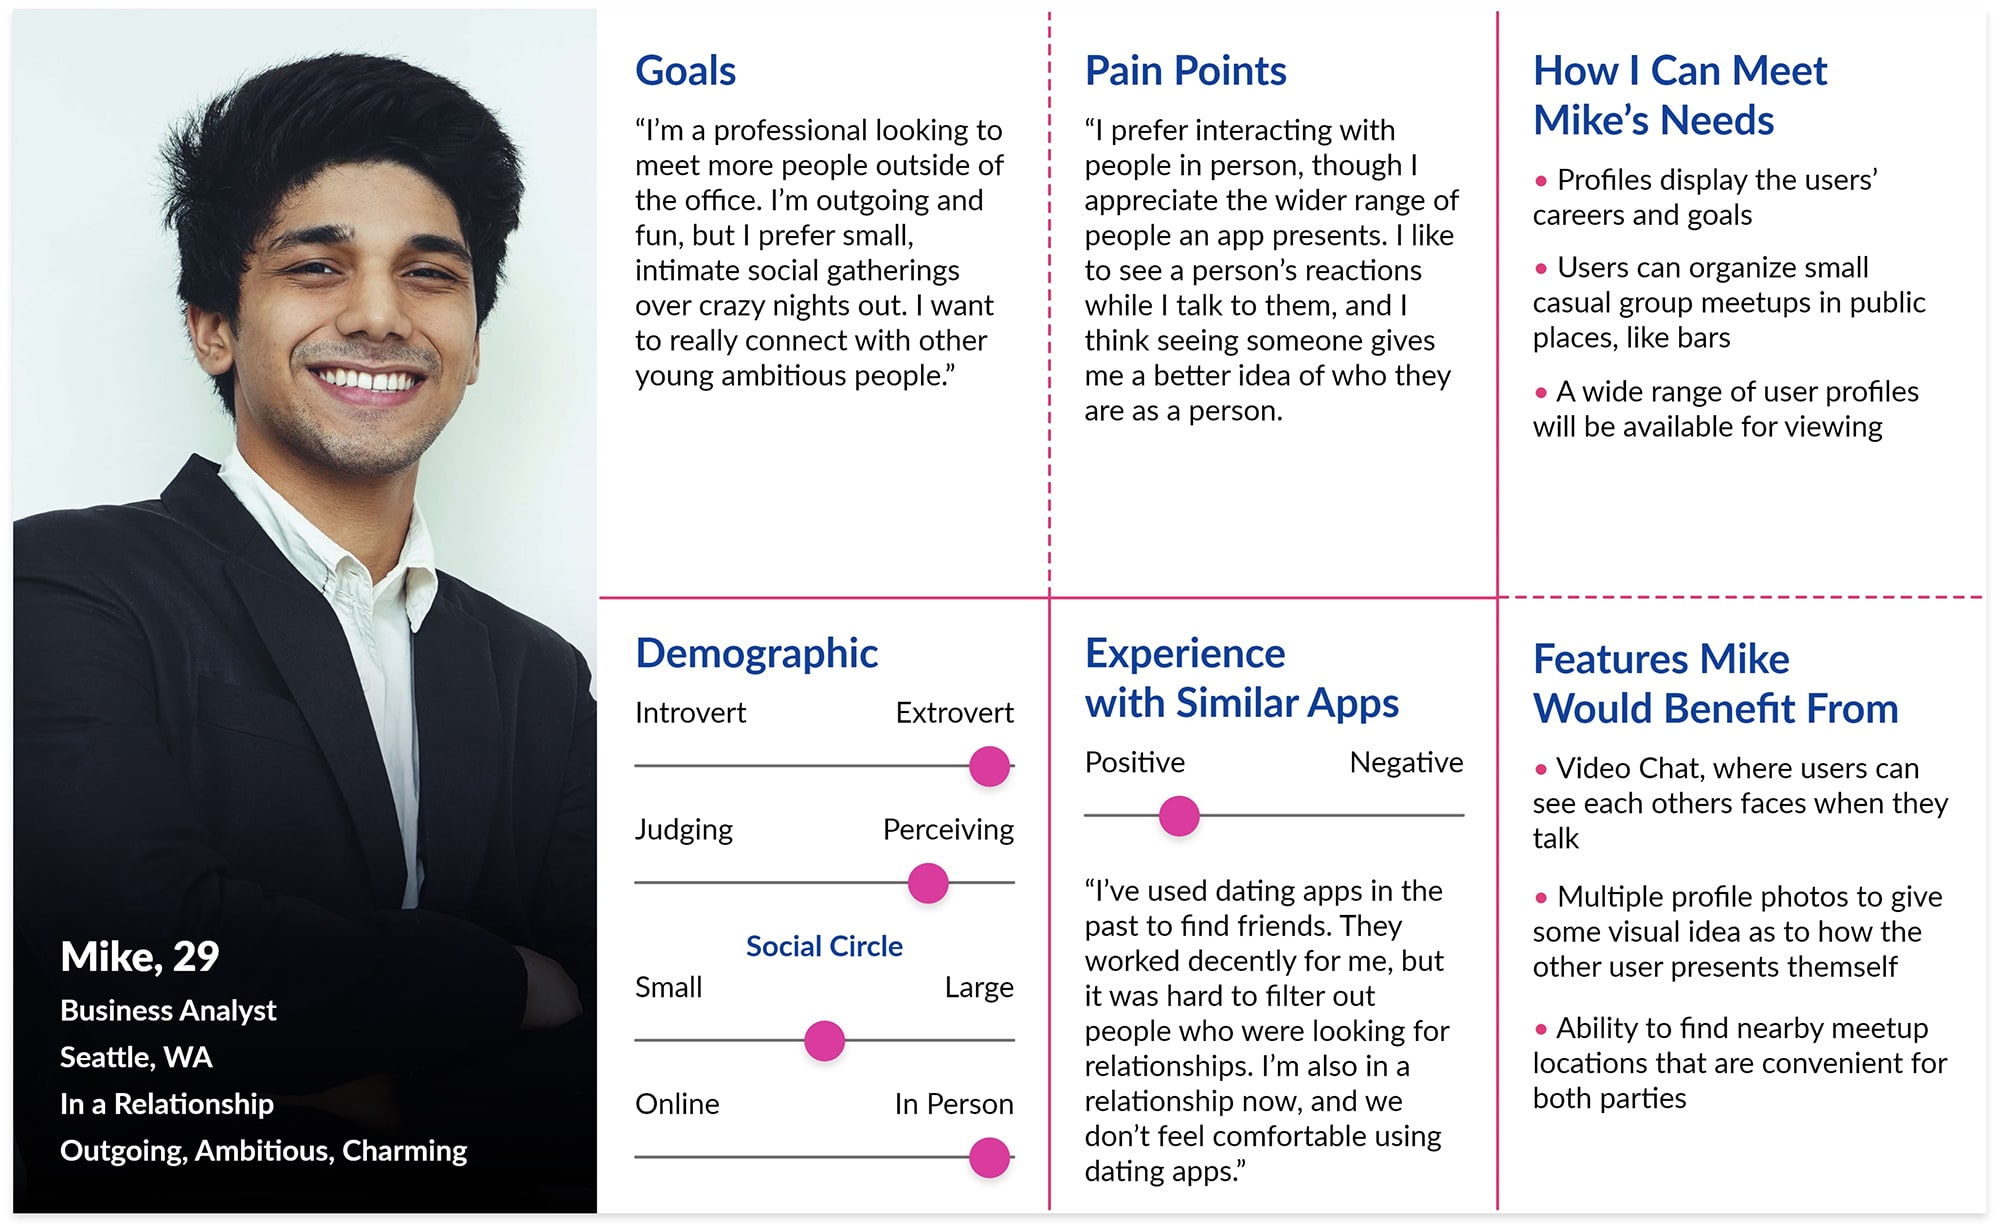 Mike, 29
Business Analyst
Seattle, WA
In a Relationship
Outgoing, Ambitious, Charming
Goals
“I’m a professional looking to
meet more people outside of
the office. I’m outgoing and
fun, but I prefer small,
intimate social gatherings
over crazy nights out. I want
to really connect with other
young ambitious people.”
Pain Points
“I prefer interacting with
people in person, though I
appreciate the wider range of
people an app presents. I like
to see a person’s reactions
while I talk to them, and I
think seeing someone gives
me a better idea of who they
are as a person.
How I Can Meet
Mike’s Needs
• Profiles display the users’
careers and goals
• Users can organize small
casual group meetups in public
places, like bars
• A wide range of user profiles
will be available for viewing
Demographic
Introvert Extrovert
Judging Perceiving
Social Circle
Small Large
Online In Person
Experience
with Similar Apps
Positive Negative
“I’ve used dating apps in the
past to find friends. They
worked decently for me, but
it was hard to filter out
people who were looking for
relationships. I’m also in a
relationship now, and we
don’t feel comfortable using
dating apps.”
Features Mike
Would Benefit From
• Video Chat, where users can
see each others faces when they
talk
• Multiple profile photos to give
some visual idea as to how the
other user presents themself
• Ability to find nearby meetup
locations that are convenient for
both parties